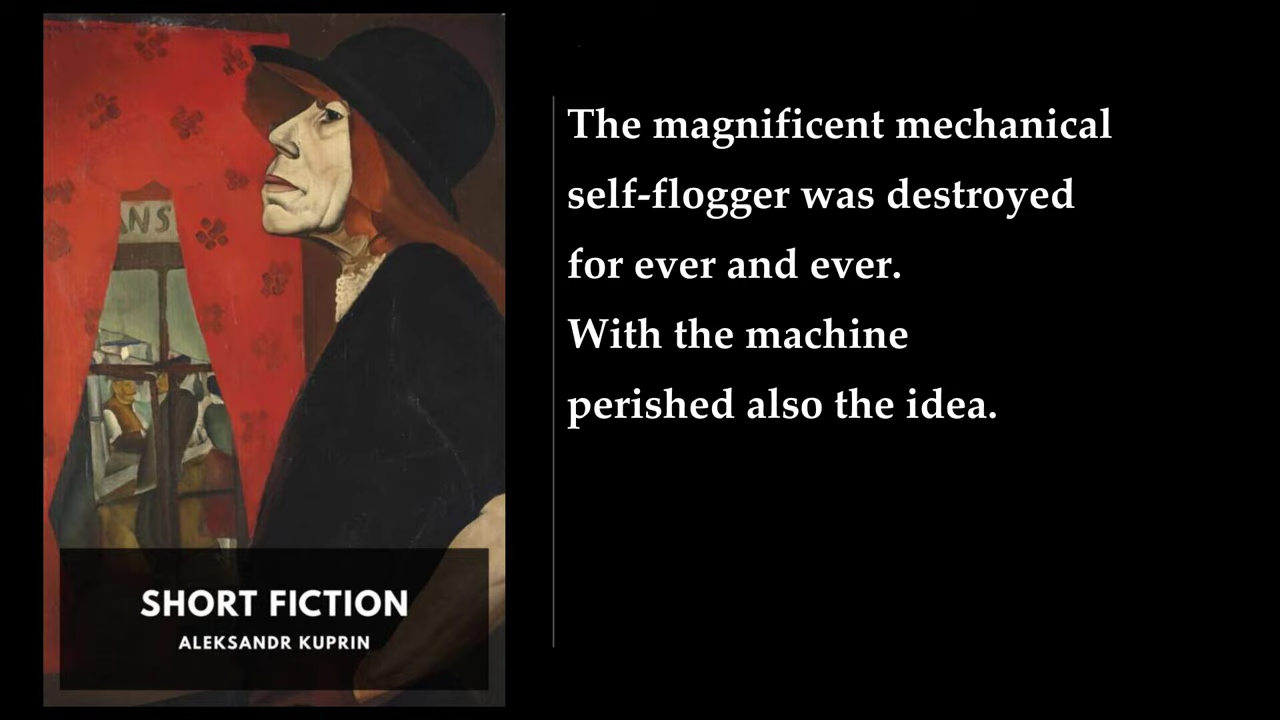 ANS
SHORT FICTION
ALEKSANDR KUPRIN
The magnificent mechanical
self-flogger was destroyed
for ever and ever.
With the machine
perished also the idea.